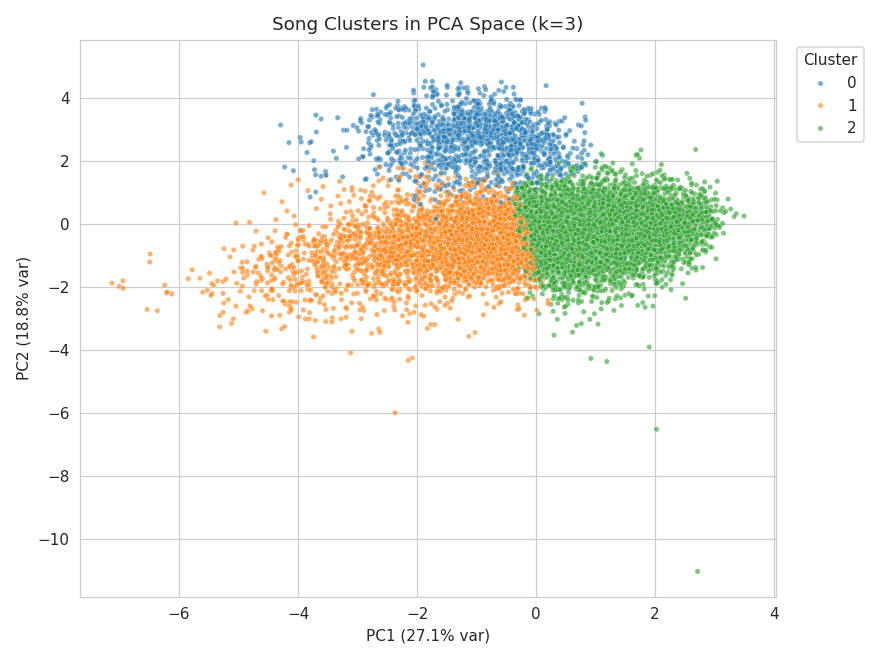 Song Clusters in PCA Space (k=3)
Cluster
0
1
2
4
2
0
−2
−4
−6
−8
−10
PC2 (18.8% var)
−6 −4 −2 0 2 4
PC1 (27.1% var)